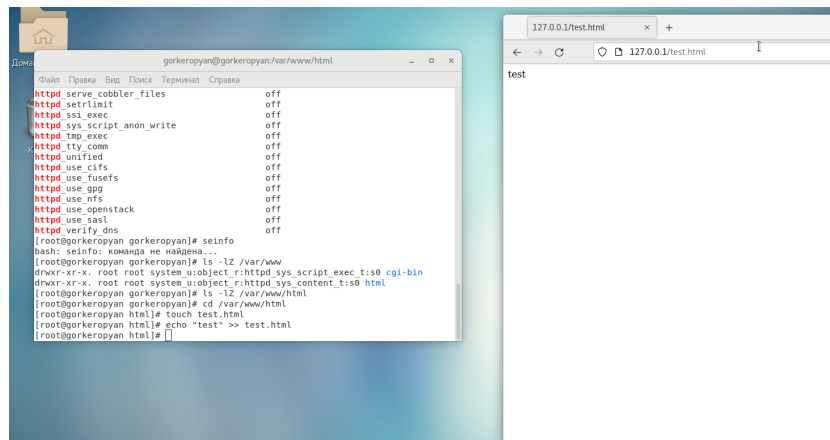 Дома
gorkeropyan@gorkeropyan:/var/www/html
Файл Правка Вид Поиск Терминал Справка
httpd_serve_cobbler_files off
httpd_setrlimit off
httpd_ssi_exec off
httpd_sys_script_anon_write off
httpd_tmp_exec off
httpd_tty_comm off
httpd_unified off
httpd_use_cifs off
httpd_use_fusefs off
httpd_use_gpg off
httpd_use_nfs off
httpd_use_openstack off
httpd_use_sasl off
httpd_verify_dns off
[root@gorkeropyan gorkeropyan]# seinfo
bash: seinfo: команда не найдена...
[root@gorkeropyan gorkeropyan]# ls -lZ /var/www
drwxr-xr-x. root root system_u:object_r:httpd_sys_script_exec_t:s0 cgi-bin
drwxr-xr-x. root root system_u:object_r:httpd_sys_content_t:s0 html
[root@gorkeropyan gorkeropyan]# ls -lZ /var/www/html
[root@gorkeropyan gorkeropyan]# cd /var/www/html
[root@gorkeropyan html]# touch test.html
[root@gorkeropyan html]# echo "test" >> test.html
[root@gorkeropyan html]#
127.0.0.1/test.html
127.0.0.1/test.html
test